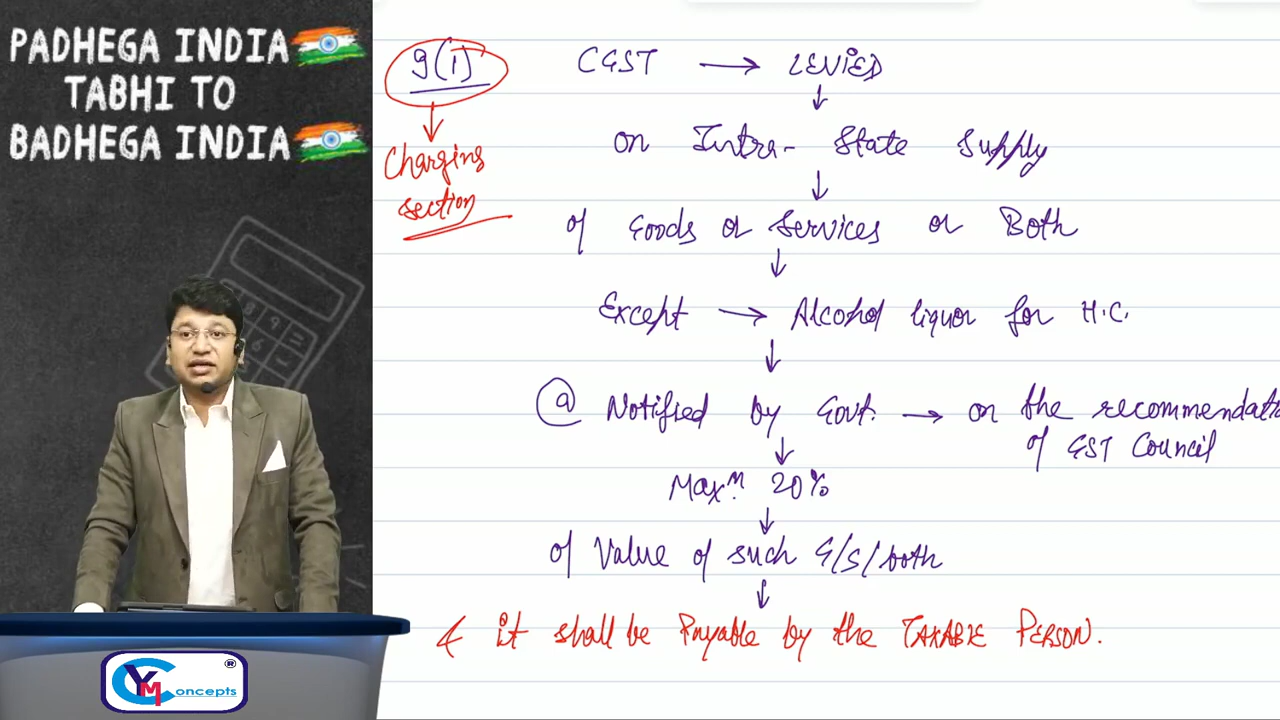 PADHEGA INDIA
TABHI TO
BADHEGA INDIA
9(1)
Charging
section
CGST → LEVIED
↓
on Intra-State Supply
↓
of Goods or Services or Both
↓
Except → Alcohol liquor for H.C.
↓
@ Notified by Govt. → on the recommendat
of GST Council
↓
Maxm. 20%
↓
of Value of such G/S/both
↓
& it shall be Payable by the TAXABLE PERSON.
YM Concepts ®